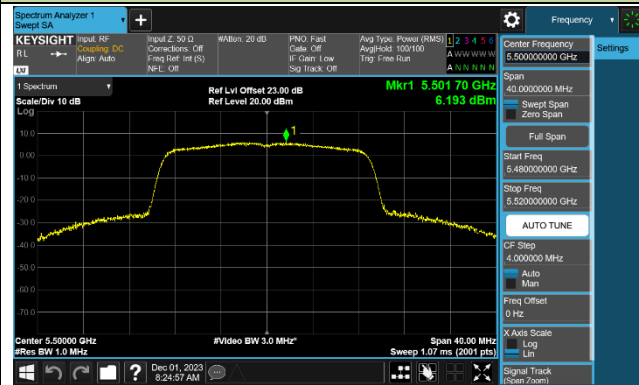 Spectrum Analyzer 1
Swept SA
Frequency
KEYSIGHT
RL
Input: RF
Coupling: DC
Align: Auto
Input Z: 50 Ω
Corrections: Off
Freq Ref: Int (S)
NFE: Off
#Atten: 20 dB
PNO: Fast
Gate: Off
IF Gain: Low
Sig Track: Off
Avg Type: Power (RMS)
Avg|Hold: 100/100
Trig: Free Run
1 2 3 4 5 6
A W W W W W
A N N N N N
LXI
1 Spectrum
Scale/Div 10 dB
Log
Ref Lvl Offset 23.00 dB
Ref Level 20.00 dBm
Mkr1 5.501 70 GHz
6.193 dBm
1
10.0
0.00
-10.0
-20.0
-30.0
-40.0
-50.0
-60.0
-70.0
Center 5.50000 GHz
#Res BW 1.0 MHz
#Video BW 3.0 MHz*
Span 40.00 MHz
Sweep 1.07 ms (2001 pts)
Dec 01, 2023
8:24:57 AM
Center Frequency
5.500000000 GHz
Settings
Span
40.0000000 MHz
Swept Span
Zero Span
Full Span
Start Freq
5.480000000 GHz
Stop Freq
5.520000000 GHz
AUTO TUNE
CF Step
4.000000 MHz
Auto
Man
Freq Offset
0 Hz
X Axis Scale
Log
Lin
Signal Track
(Span Zoom)